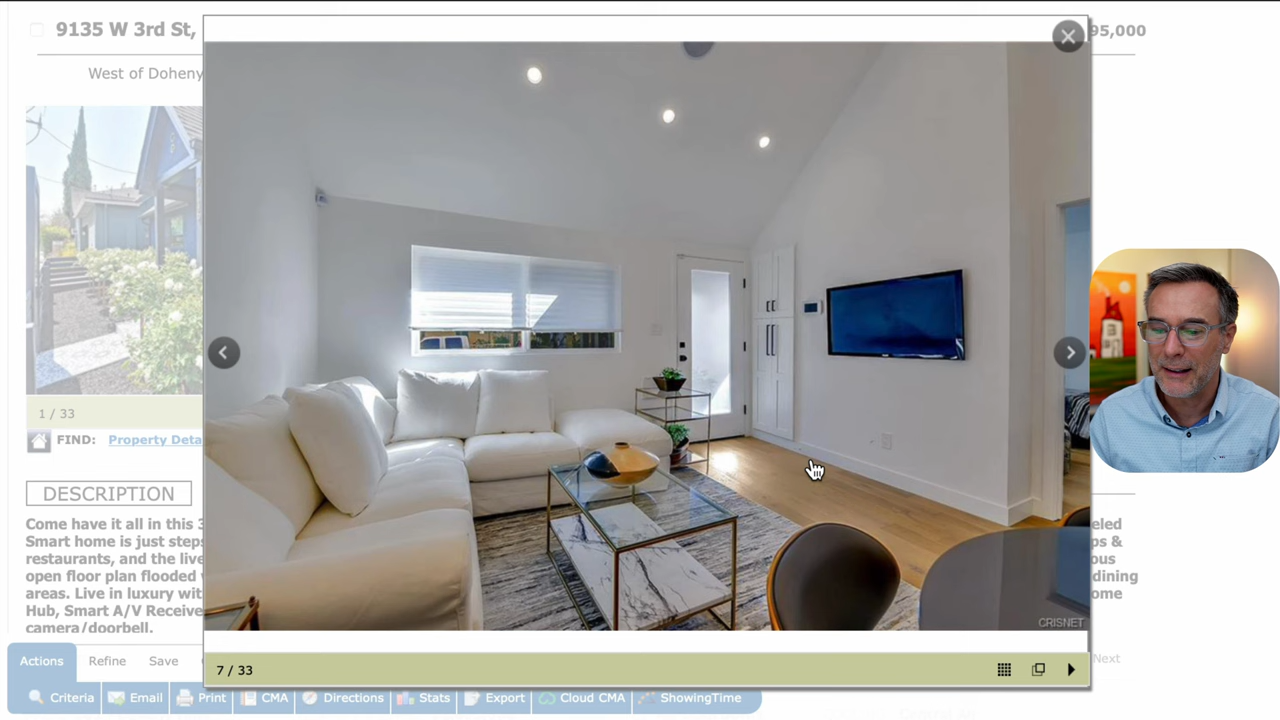 9135 W 3rd St,
95,000
West of Doheny
1 / 33
FIND: Property Deta
DESCRIPTION
Come have it all in this 3
Smart home is just steps
restaurants, and the live
open floor plan flooded
areas. Live in luxury wit
Hub, Smart A/V Receive
camera/doorbell.
eled
ps &
ous
dining
ome
CRISNET
7 / 33
Actions
Refine
Save
Next
Criteria
Email
Print
CMA
Directions
Stats
Export
Cloud CMA
ShowingTime